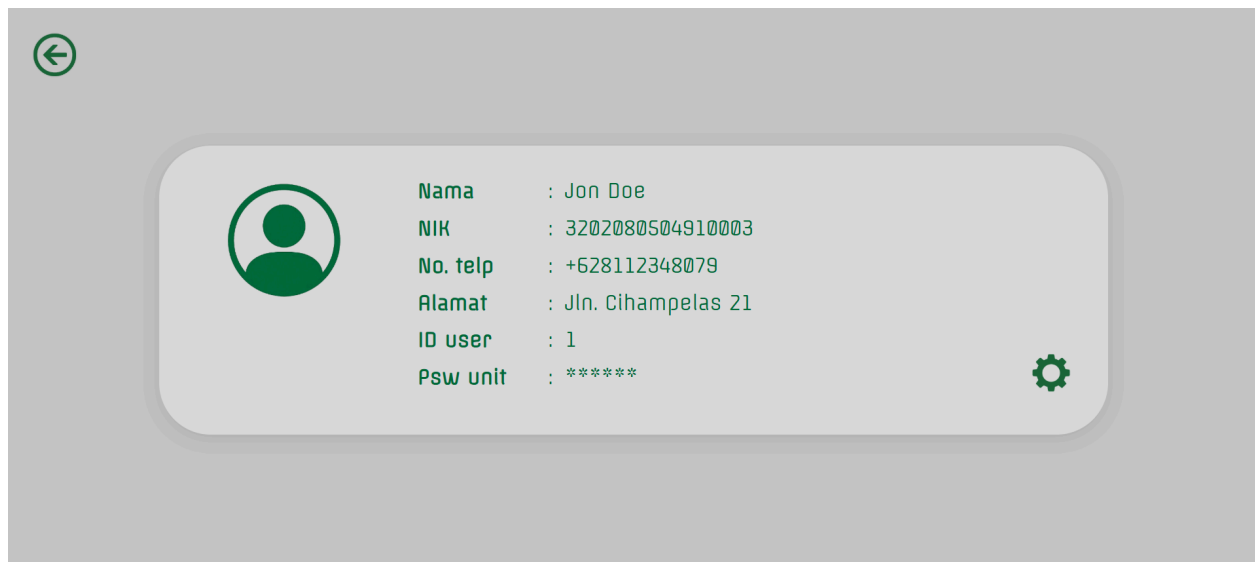 Nama : Jon Doe
NIK : 3202080504910003
No. telp : +628112348079
Alamat : Jln. Cihampelas 21
ID user : 1
Psw unit : ******